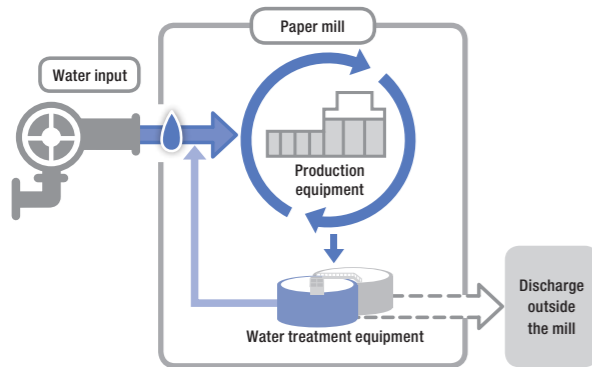 Paper mill
Water input
Production
equipment
Discharge
outside
the mill
Water treatment equipment